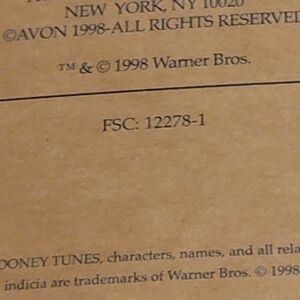 NEW YORK, NY 10020
©AVON 1998-ALL RIGHTS RESERVED
™ & © 1998 Warner Bros.
FSC: 12278-1
OONEY TUNES, characters, names, and all rela
indicia are trademarks of Warner Bros. © 1998